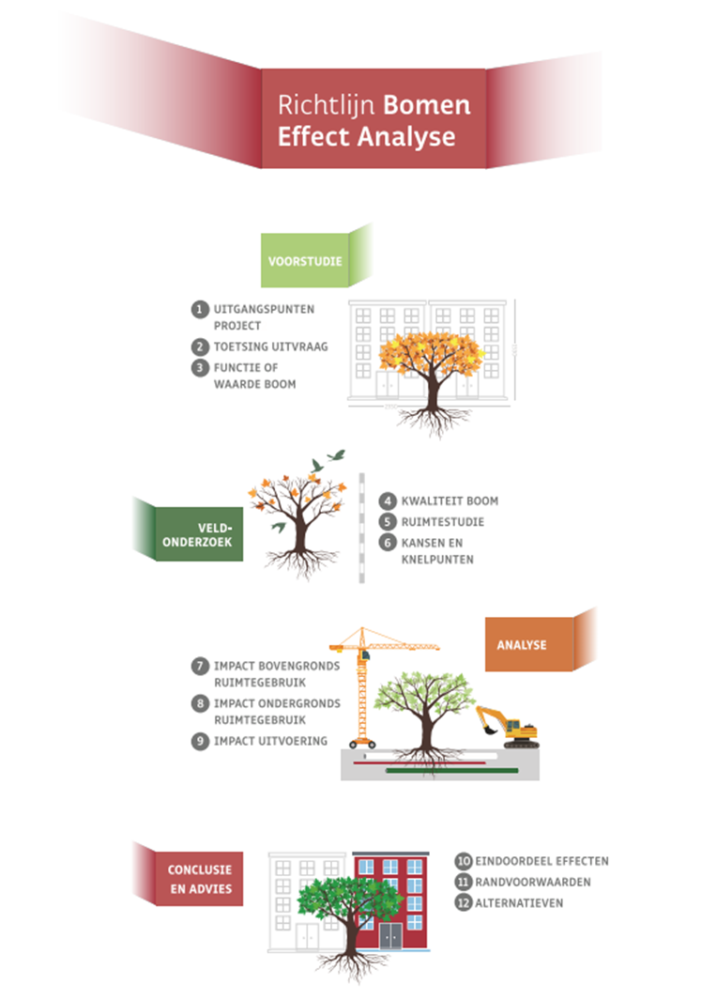 Richtlijn Bomen
Effect Analyse
VOORSTUDIE
1 UITGANGSPUNTEN
PROJECT
2 TOETSING UITVRAAG
3 FUNCTIE OF
WAARDE BOOM
VELD-
ONDERZOEK
4 KWALITEIT BOOM
5 RUIMTESTUDIE
6 KANSEN EN
KNELPUNTEN
ANALYSE
7 IMPACT BOVENGRONDS
RUIMTEGEBRUIK
8 IMPACT ONDERGRONDS
RUIMTEGEBRUIK
9 IMPACT UITVOERING
CONCLUSIE
EN ADVIES
10 EINDOORDEEL EFFECTEN
11 RANDVOORWAARDEN
12 ALTERNATIEVEN